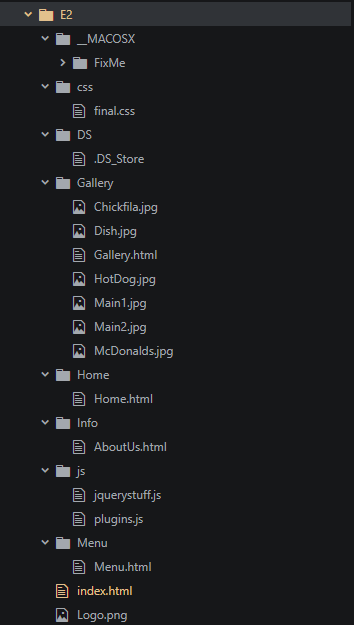 E2
__MACOSX
FixMe
css
final.css
DS
.DS_Store
Gallery
Chickfila.jpg
Dish.jpg
Gallery.html
HotDog.jpg
Main1.jpg
Main2.jpg
McDonalds.jpg
Home
Home.html
Info
AboutUs.html
js
jquerystuff.js
plugins.js
Menu
Menu.html
index.html
Logo.png